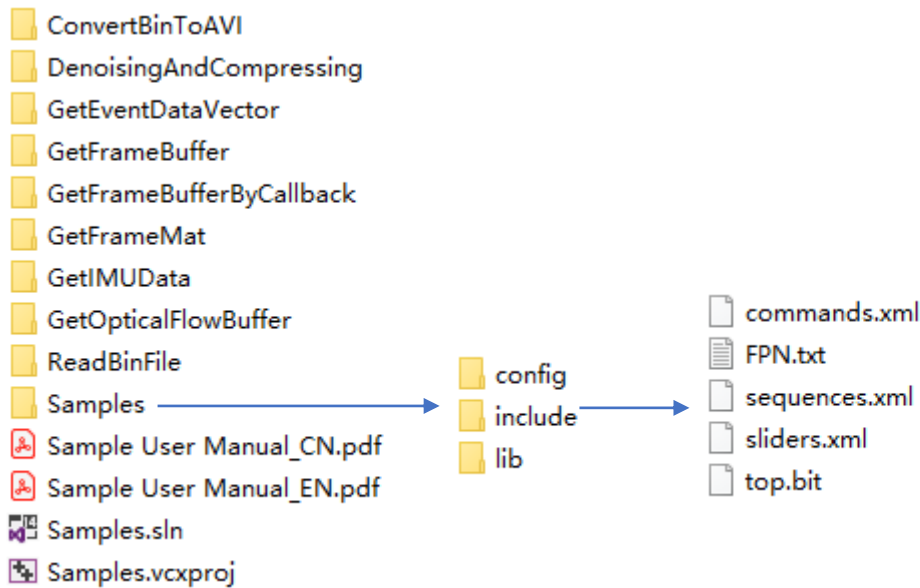 ConvertBinToAVI
DenoisingAndCompressing
GetEventDataVector
GetFrameBuffer
GetFrameBufferByCallback
GetFrameMat
GetIMUData
GetOpticalFlowBuffer
ReadBinFile
Samples
Sample User Manual_CN.pdf
Sample User Manual_EN.pdf
Samples.sln
Samples.vcxproj
config
include
lib
commands.xml
FPN.txt
sequences.xml
sliders.xml
top.bit